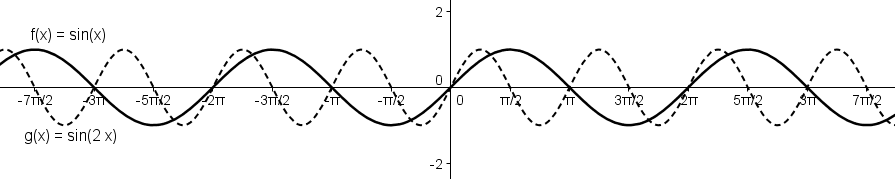 2
f(x) = sin(x)
0
-7π/2 -3π -5π/2 -2π -3π/2 -π -π/2 0 π/2 π 3π/2 2π 5π/2 3π 7π/2
g(x) = sin(2 x)
-2